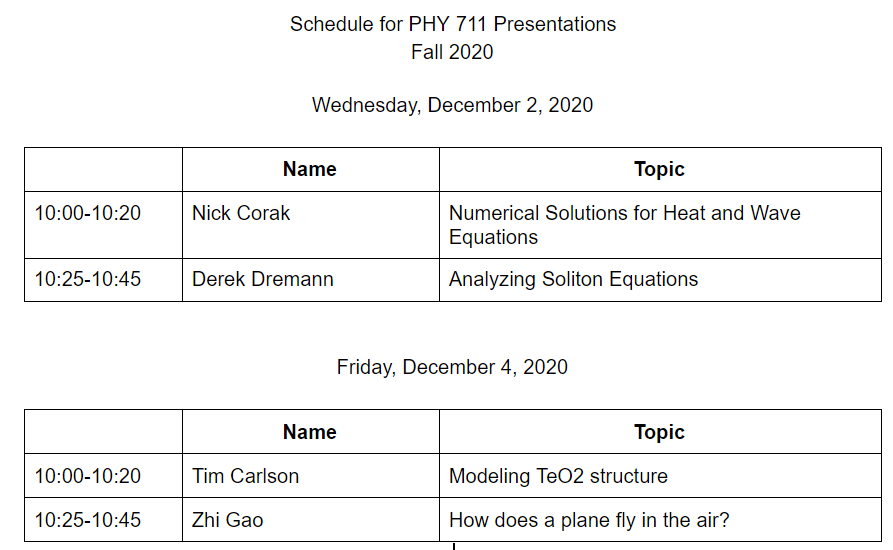 Schedule for PHY 711 Presentations
Fall 2020
Wednesday, December 2, 2020
Name Topic
10:00-10:20 Nick Corak Numerical Solutions for Heat and Wave
Equations
10:25-10:45 Derek Dremann Analyzing Soliton Equations
Friday, December 4, 2020
Name Topic
10:00-10:20 Tim Carlson Modeling TeO2 structure
10:25-10:45 Zhi Gao How does a plane fly in the air?